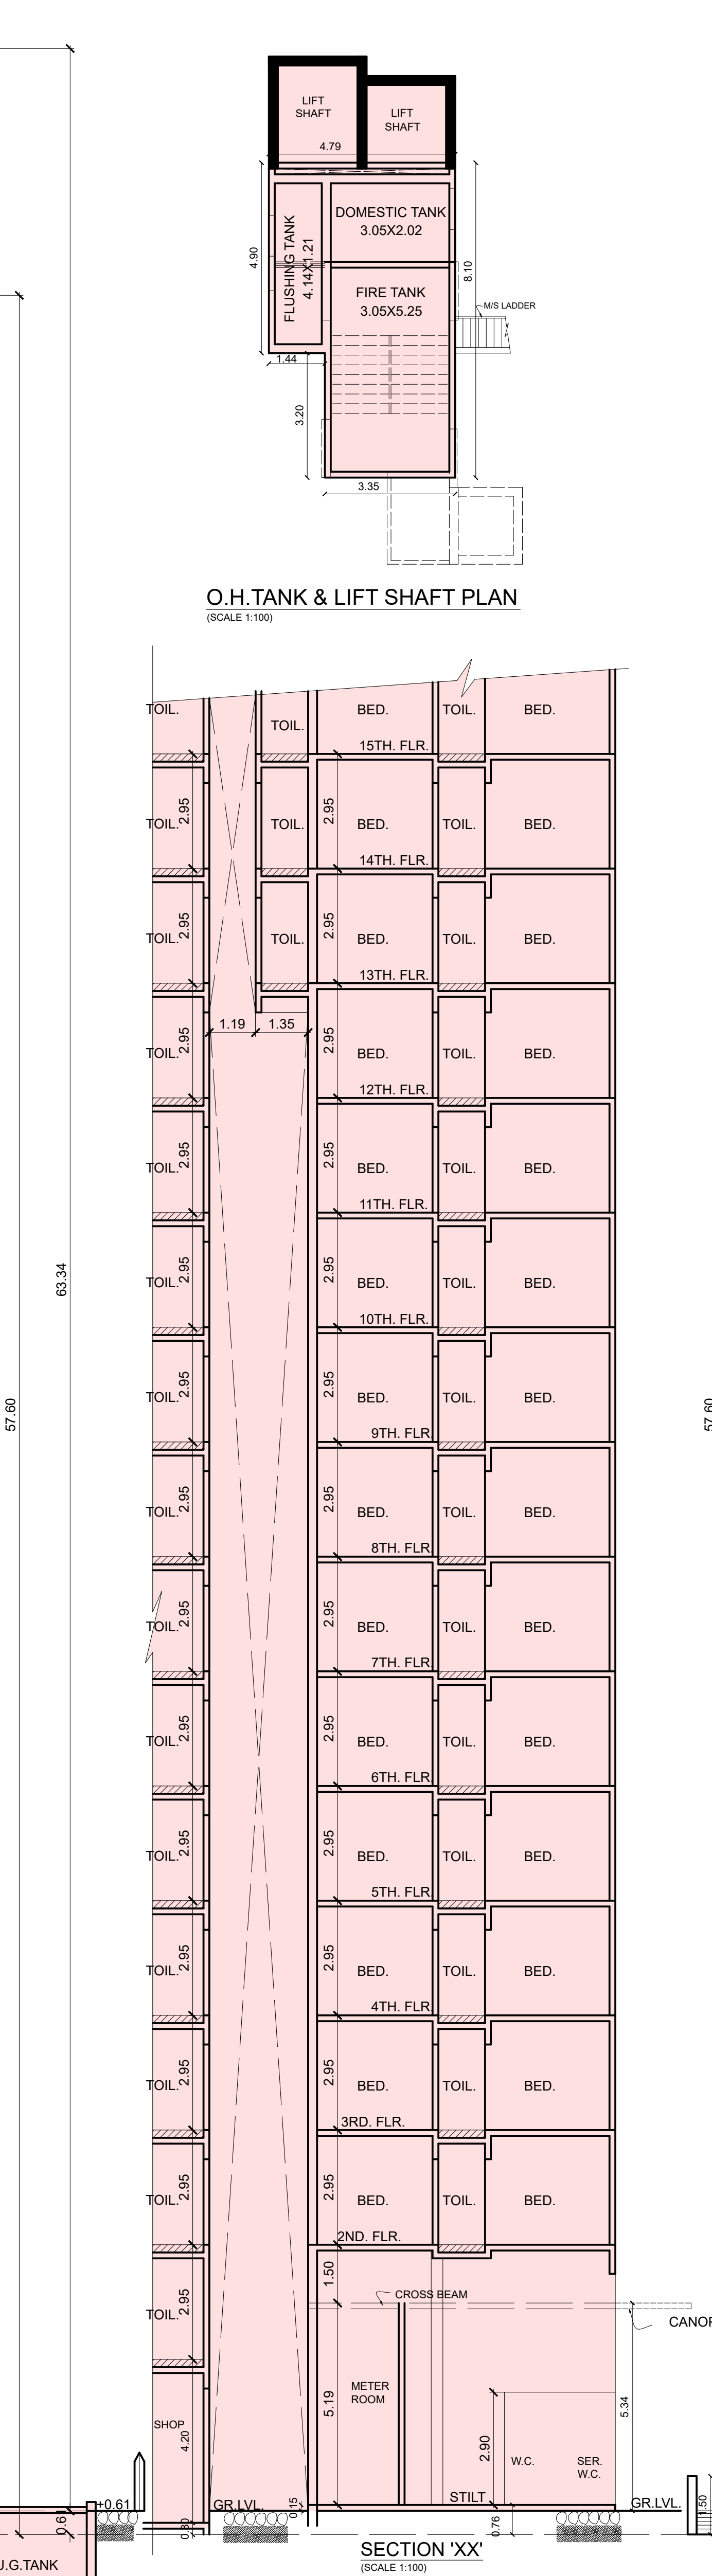 LIFT
SHAFT
LIFT
SHAFT
4.79
DOMESTIC TANK
3.05X2.02
FLUSHING TANK
4.14X1.21
4.90
8.10
FIRE TANK
3.05X5.25
M/S LADDER
1.44
3.20
3.35
O.H.TANK & LIFT SHAFT PLAN
(SCALE 1:100)
TOIL. TOIL. BED. TOIL. BED.
15TH. FLR.
TOIL. 2.95 TOIL. 2.95 BED. TOIL. BED.
14TH. FLR.
TOIL. 2.95 TOIL. 2.95 BED. TOIL. BED.
13TH. FLR.
1.19 1.35
TOIL. 2.95 2.95 BED. TOIL. BED.
12TH. FLR.
TOIL. 2.95 2.95 BED. TOIL. BED.
11TH. FLR.
63.34
TOIL. 2.95 2.95 BED. TOIL. BED.
10TH. FLR.
57.60
57.60
TOIL. 2.95 2.95 BED. TOIL. BED.
9TH. FLR
TOIL. 2.95 2.95 BED. TOIL. BED.
8TH. FLR
TOIL. 2.95 2.95 BED. TOIL. BED.
7TH. FLR
TOIL. 2.95 2.95 BED. TOIL. BED.
6TH. FLR
TOIL. 2.95 2.95 BED. TOIL. BED.
5TH. FLR
TOIL. 2.95 2.95 BED. TOIL. BED.
4TH. FLR
TOIL. 2.95 2.95 BED. TOIL. BED.
3RD. FLR.
TOIL. 2.95 2.95 BED. TOIL. BED.
2ND. FLR.
TOIL. 2.95 1.50
CROSS BEAM
CANOP
METER
ROOM
5.19
5.34
SHOP
4.20
2.90
W.C.
SER.
W.C.
STILT
+0.61
GR.LVL.
0.15
GR.LVL.
1.50
0.61
0.76
SECTION 'XX'
(SCALE 1:100)
U.G.TANK